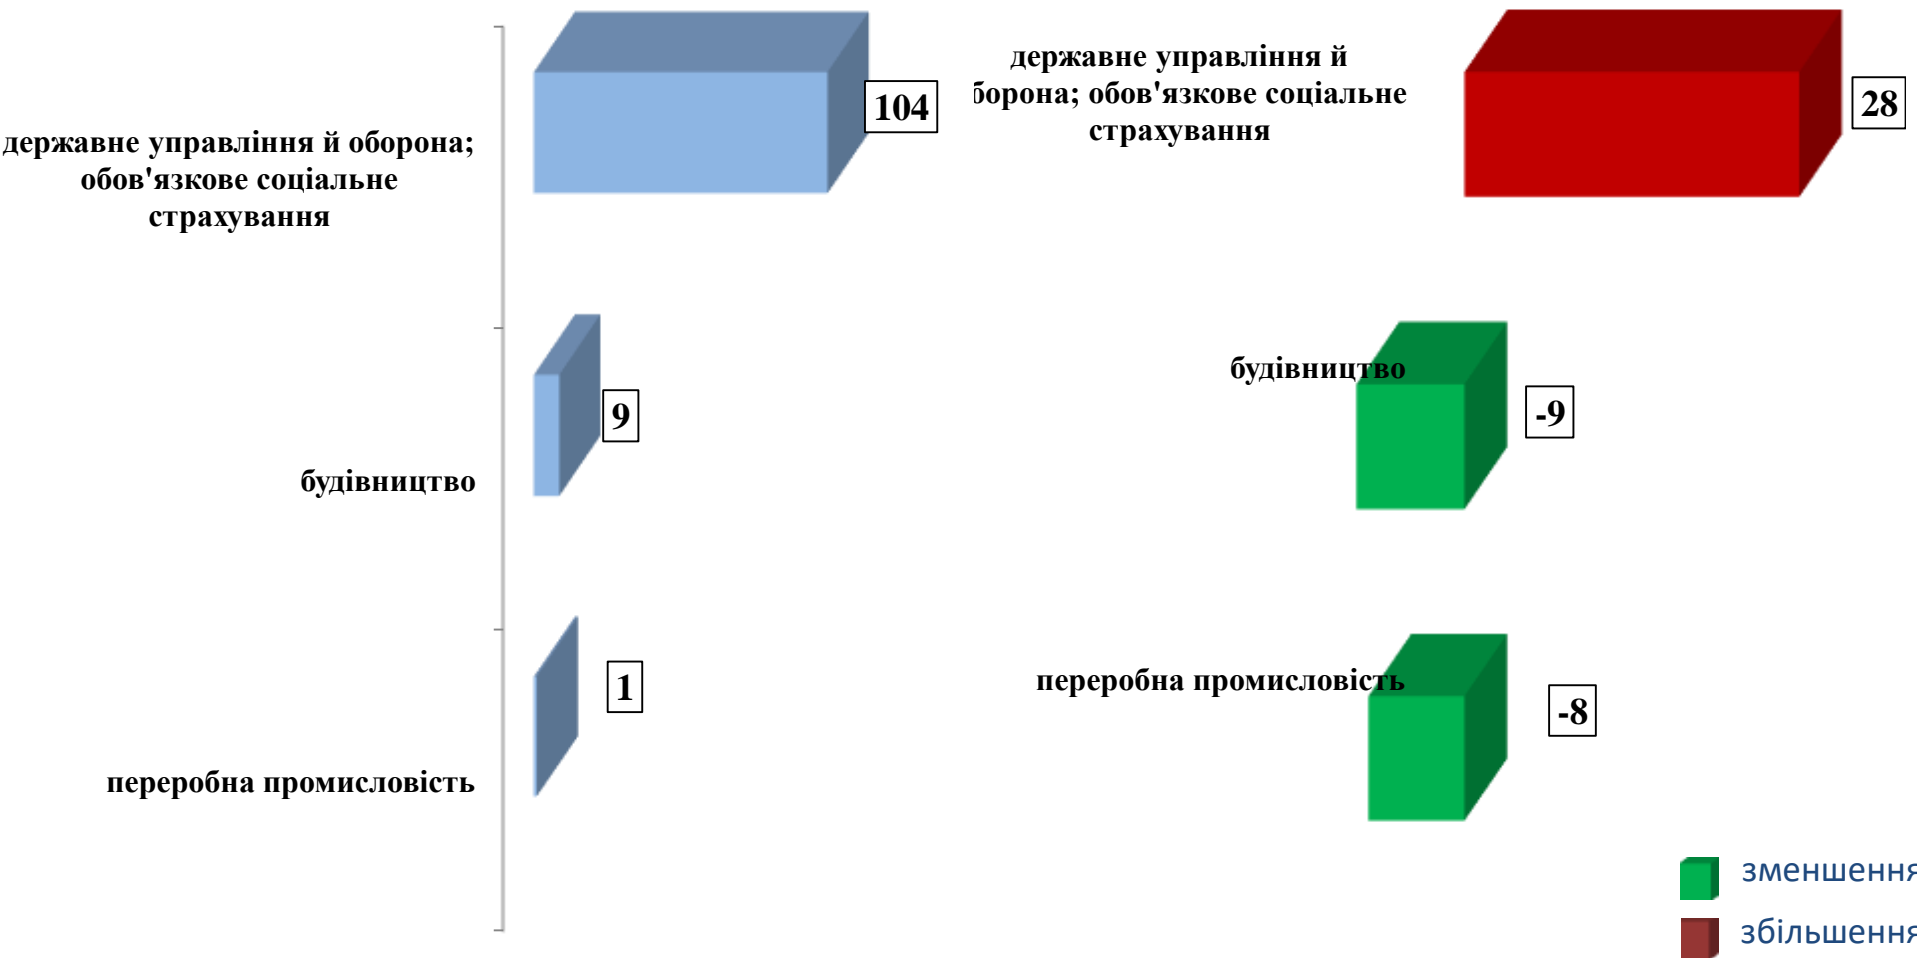 державне управління й оборона;
обов'язкове соціальне
страхування
104
будівництво
9
переробна промисловість
1
державне управління й
борона; обов'язкове соціальне
страхування
28
будівництво
-9
переробна промисловість
-8
зменшення
збільшення